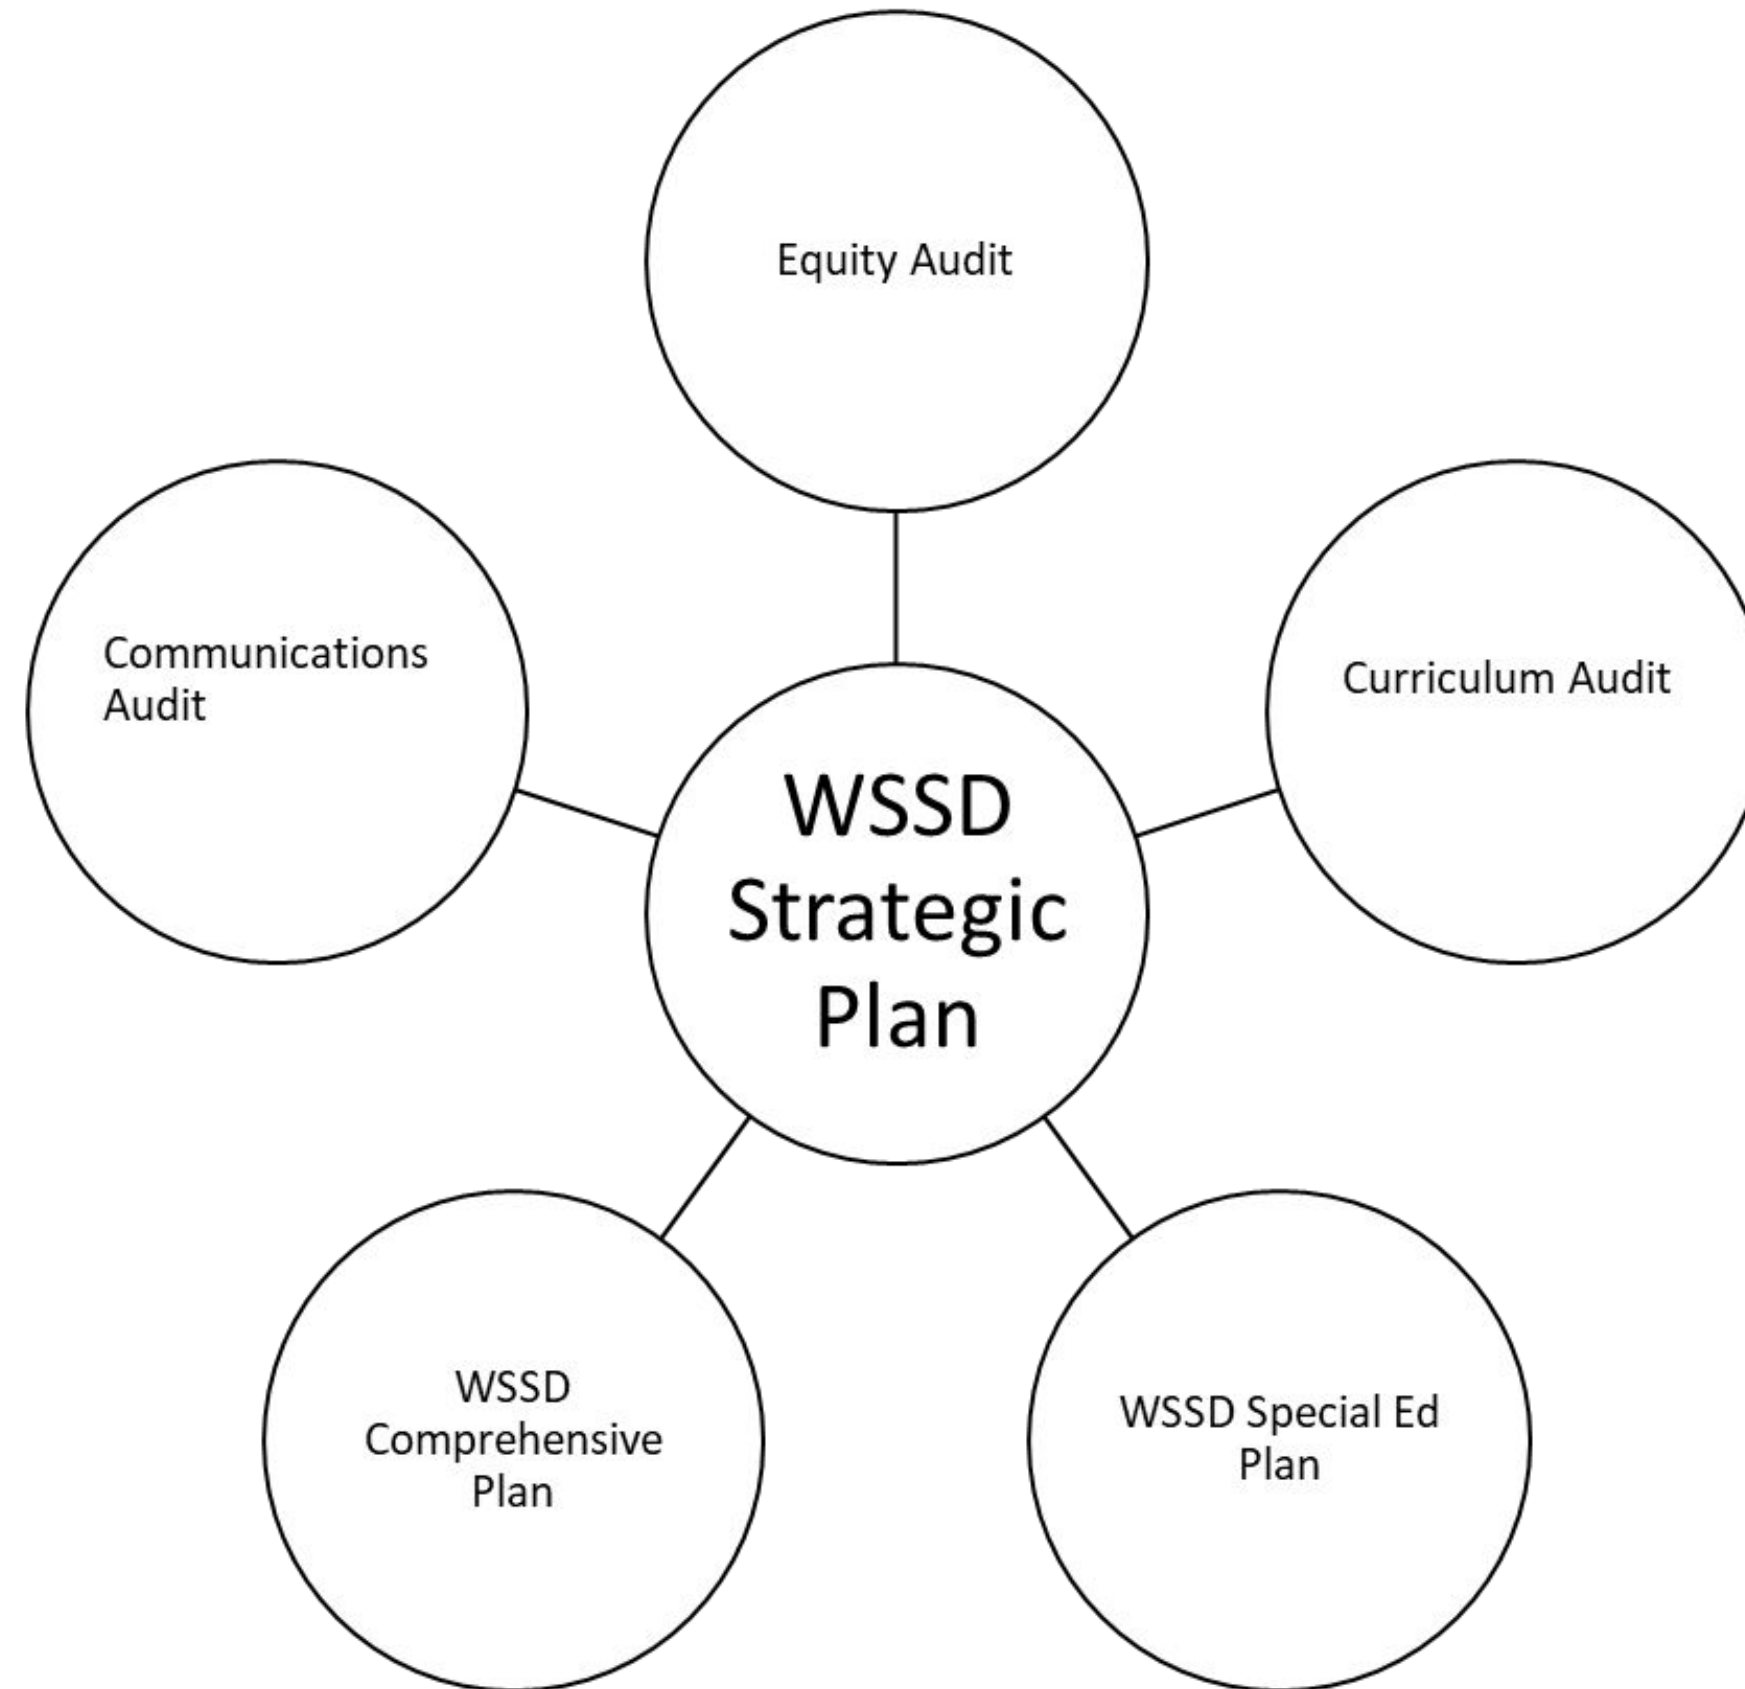 Equity Audit
Communications
Audit
Curriculum Audit
WSSD
Strategic
Plan
WSSD
Comprehensive
Plan
WSSD Special Ed
Plan